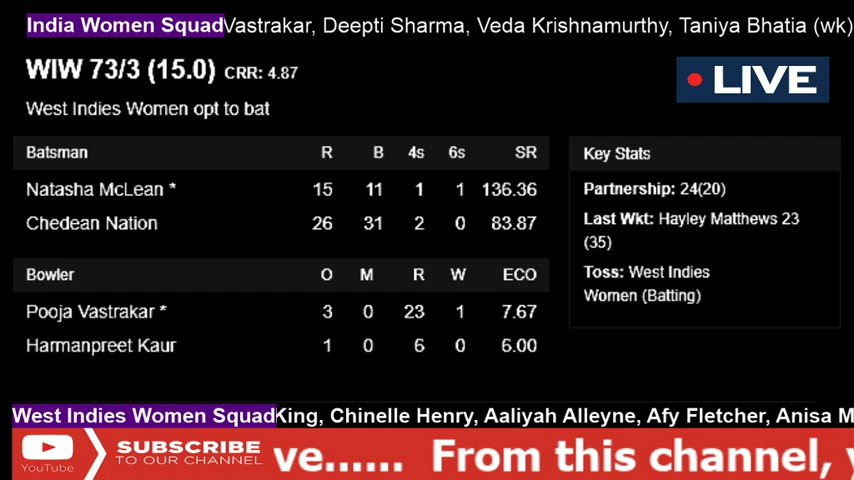 India Women Squad Vastrakar, Deepti Sharma, Veda Krishnamurthy, Taniya Bhatia (wk)
WIW 73/3 (15.0) CRR: 4.87
LIVE
West Indies Women opt to bat
Batsman R B 4s 6s SR
Natasha McLean * 15 11 1 1 136.36
Chedean Nation 26 31 2 0 83.87
Bowler O M R W ECO
Pooja Vastrakar * 3 0 23 1 7.67
Harmanpreet Kaur 1 0 6 0 6.00
Key Stats
Partnership: 24(20)
Last Wkt: Hayley Matthews 23
(35)
Toss: West Indies
Women (Batting)
West Indies Women Squad King, Chinelle Henry, Aaliyah Alleyne, Afy Fletcher, Anisa M
YouTube
SUBSCRIBE
TO OUR CHANNEL
ve...... From this channel, y